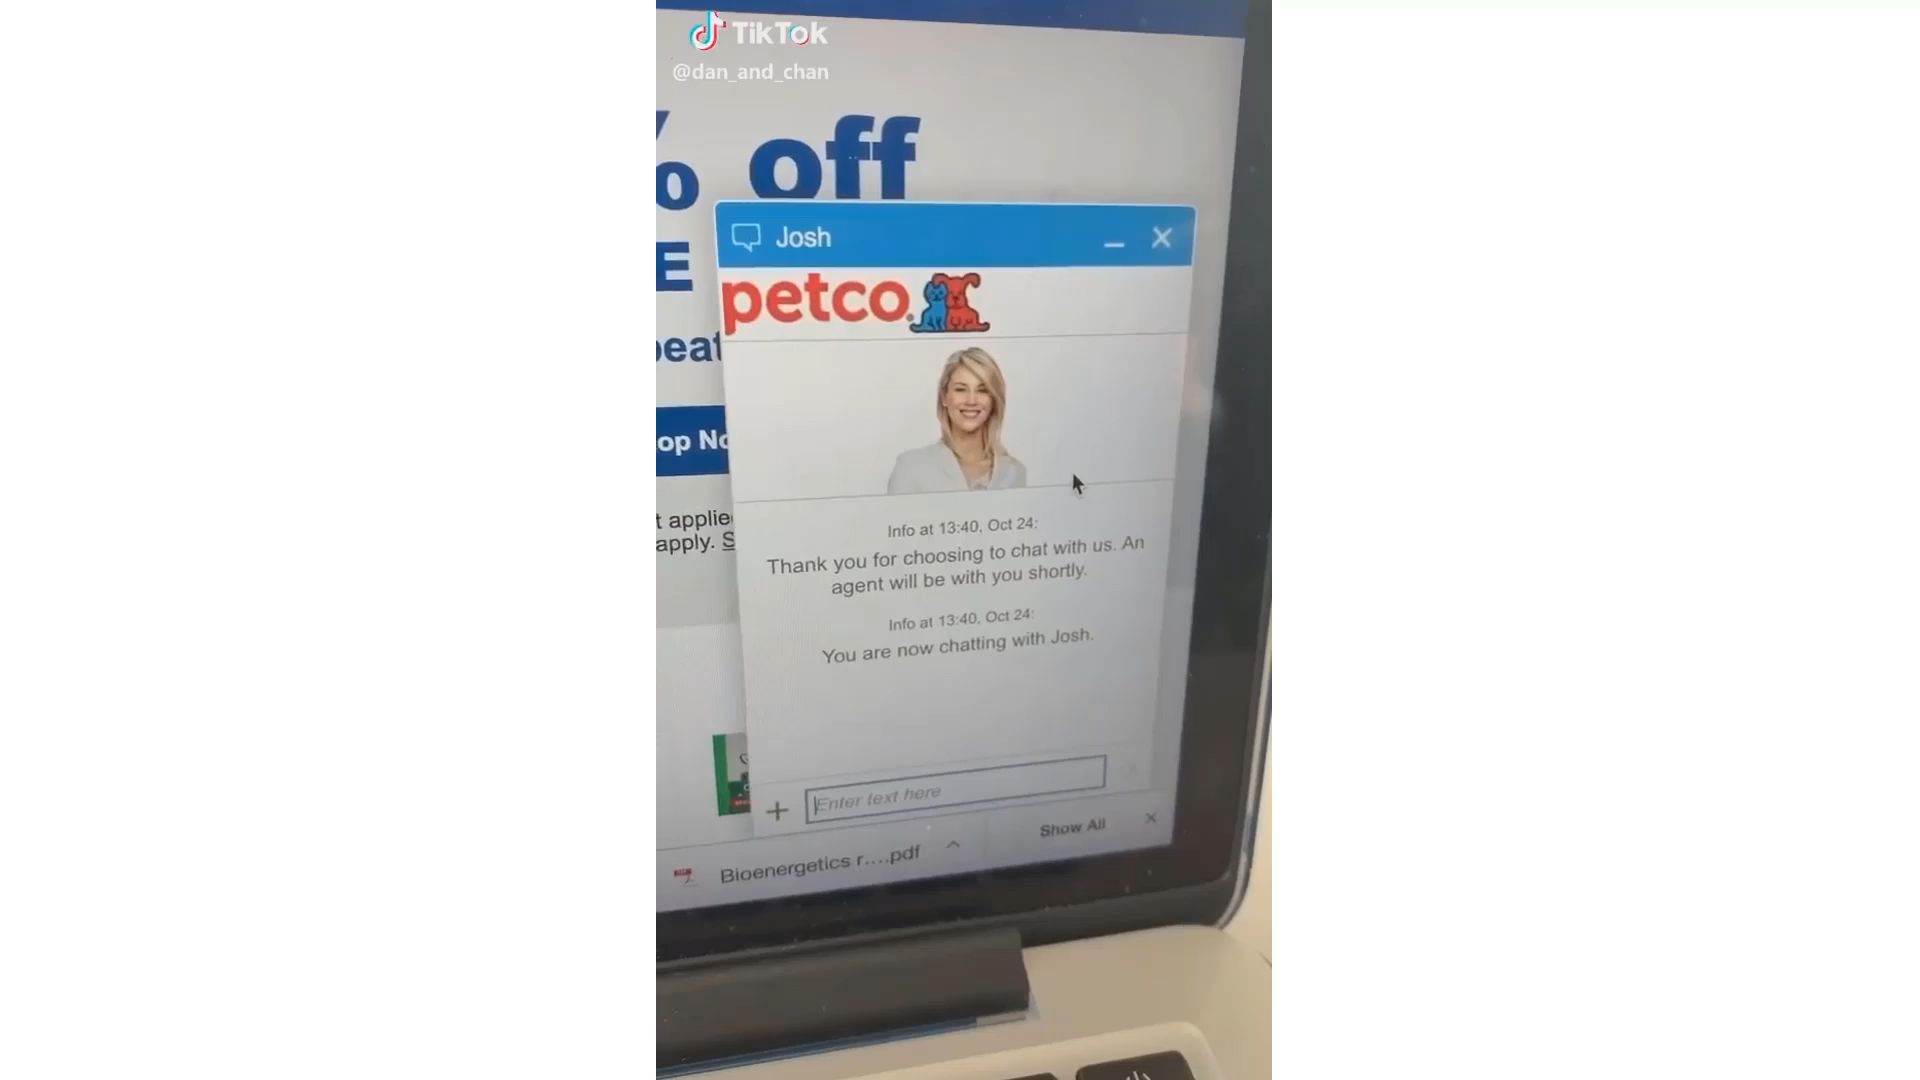 TikTok
@dan_and_chan
% off
E
Josh
petco
op No
t applie
apply. S
Info at 13:40, Oct 24:
Thank you for choosing to chat with us. An
agent will be with you shortly.
Info at 13:40, Oct 24:
You are now chatting with Josh.
Enter text here
Show All
Bioenergetics r....pdf